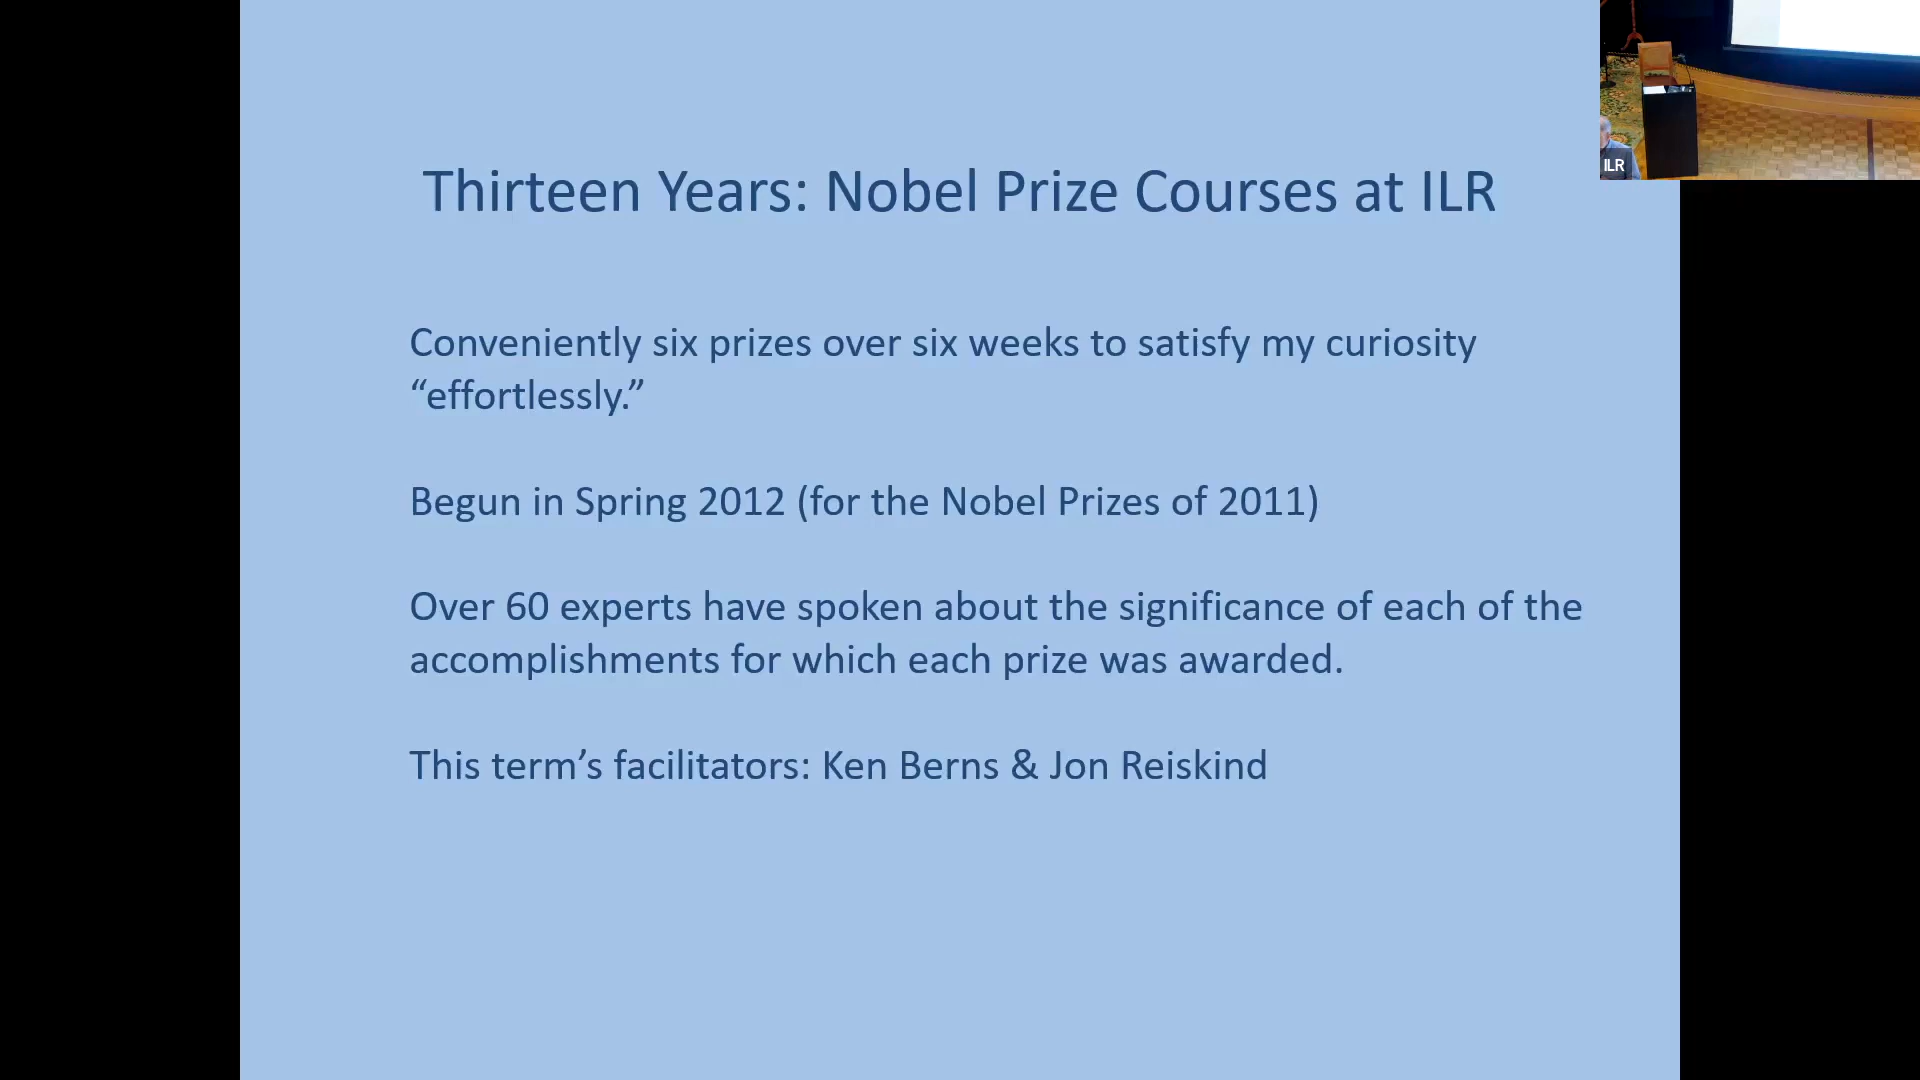 Thirteen Years: Nobel Prize Courses at ILR
Conveniently six prizes over six weeks to satisfy my curiosity
“effortlessly.”
Begun in Spring 2012 (for the Nobel Prizes of 2011)
Over 60 experts have spoken about the significance of each of the
accomplishments for which each prize was awarded.
This term’s facilitators: Ken Berns & Jon Reiskind
ILR